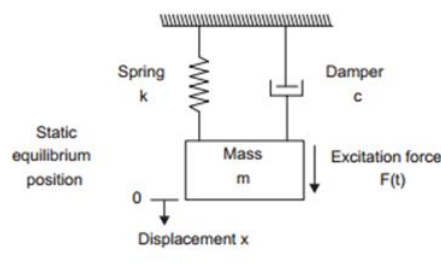 Spring
k
Damper
c
Static
equilibrium
position
Mass
m
Excitation force
F(t)
0
Displacement x